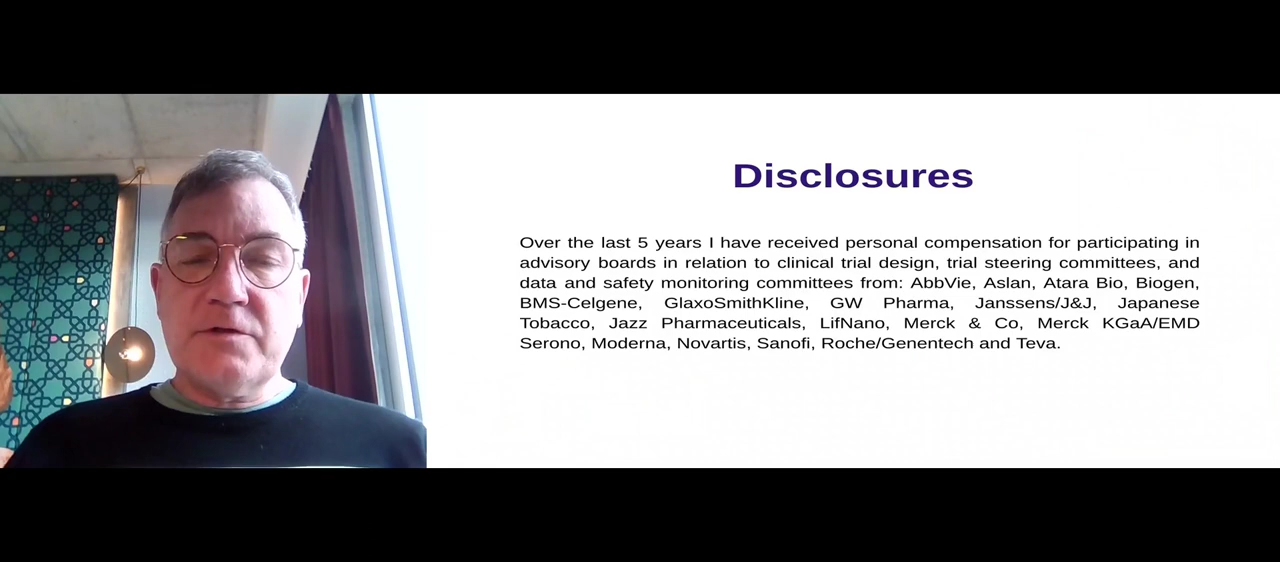 Disclosures
Over the last 5 years I have received personal compensation for participating in
advisory boards in relation to clinical trial design, trial steering committees, and
data and safety monitoring committees from: AbbVie, Aslan, Atara Bio, Biogen,
BMS-Celgene, GlaxoSmithKline, GW Pharma, Janssens/J&J, Japanese
Tobacco, Jazz Pharmaceuticals, LifNano, Merck & Co, Merck KGaA/EMD
Serono, Moderna, Novartis, Sanofi, Roche/Genentech and Teva.